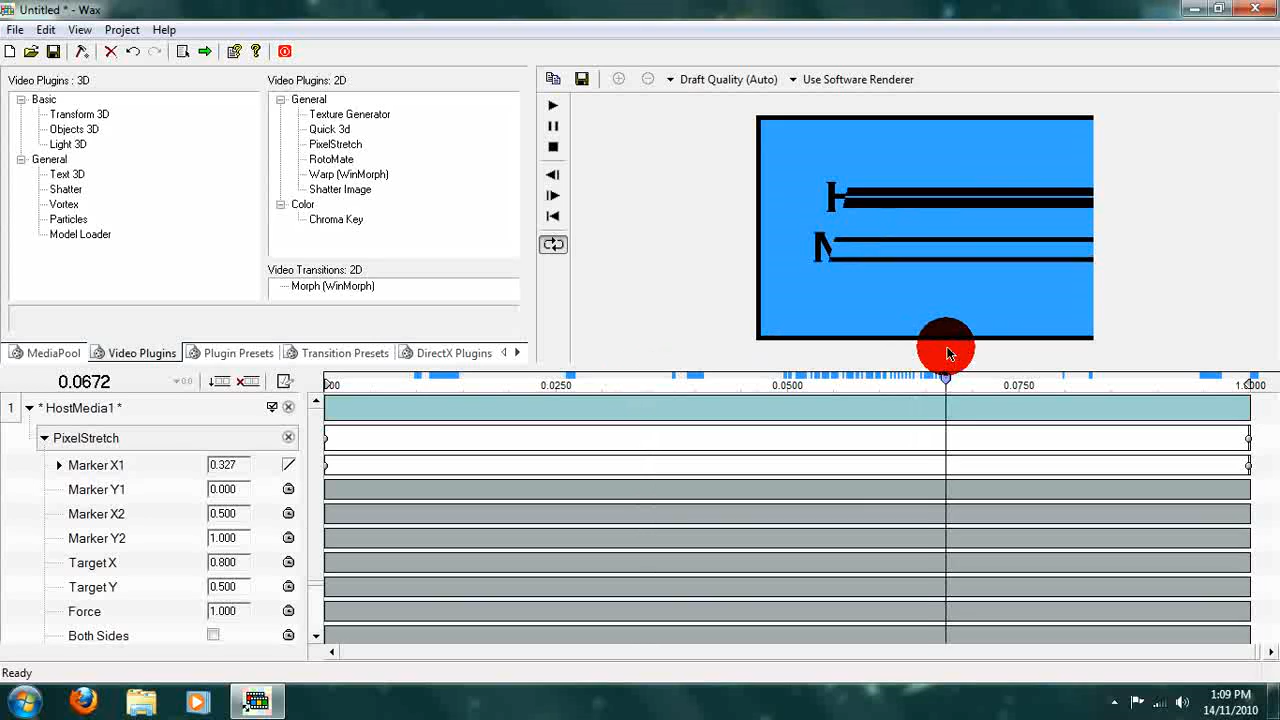 Untitled * - Wax
File Edit View Project Help
Video Plugins : 3D
Basic
Transform 3D
Objects 3D
Light 3D
General
Text 3D
Shatter
Vortex
Particles
Model Loader
Video Plugins: 2D
General
Texture Generator
Quick 3d
PixelStretch
RotoMate
Warp (WinMorph)
Shatter Image
Color
Chroma Key
Video Transitions: 2D
Morph (WinMorph)
MediaPool Video Plugins Plugin Presets Transition Presets DirectX Plugins
Draft Quality (Auto) Use Software Renderer
H
M
0.0672
0.0250 0.0500 0.0750
1 * HostMedia1 *
PixelStretch
Marker X1 0.327
Marker Y1 0.000
Marker X2 0.500
Marker Y2 1.000
Target X 0.800
Target Y 0.500
Force 1.000
Both Sides
Ready
1:09 PM
14/11/2010